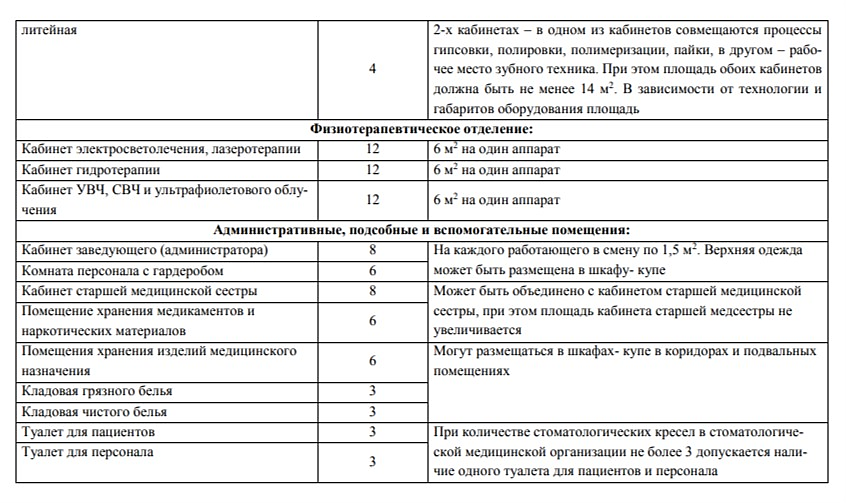 литейная
4
2-х кабинетах – в одном из кабинетов совмещаются процессы
гипсовки, полировки, полимеризации, пайки, в другом – рабо-
чее место зубного техника. При этом площадь обоих кабинетов
должна быть не менее 14 м². В зависимости от технологии и
габаритов оборудования площадь
Физиотерапевтическое отделение:
Кабинет электросветолечения, лазеротерапии
12
6 м² на один аппарат
Кабинет гидротерапии
12
6 м² на один аппарат
Кабинет УВЧ, СВЧ и ультрафиолетового облу-
чения
12
6 м² на один аппарат
Административные, подсобные и вспомогательные помещения:
Кабинет заведующего (администратора)
8
На каждого работающего в смену по 1,5 м². Верхняя одежда
может быть размещена в шкафу- купе
Комната персонала с гардеробом
6
Кабинет старшей медицинской сестры
8
Может быть объединено с кабинетом старшей медицинской
сестры, при этом площадь кабинета старшей медсестры не
увеличивается
Помещение хранения медикаментов и
наркотических материалов
6
Помещения хранения изделий медицинского
назначения
6
Могут размещаться в шкафах- купе в коридорах и подвальных
помещениях
Кладовая грязного белья
3
Кладовая чистого белья
3
Туалет для пациентов
3
При количестве стоматологических кресел в стоматологиче-
ской медицинской организации не более 3 допускается нали-
чие одного туалета для пациентов и персонала
Туалет для персонала
3